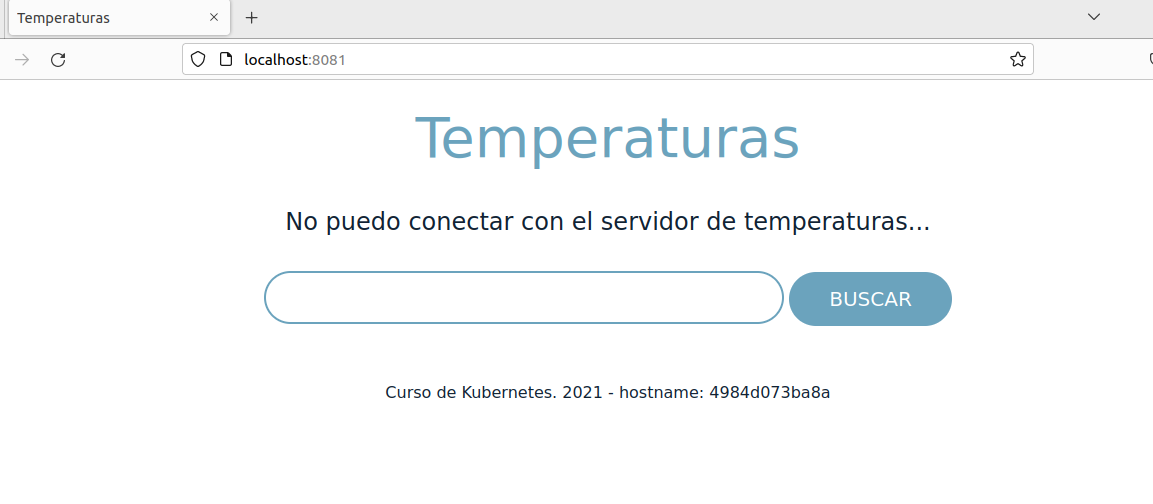 Temperaturas
localhost:8081
Temperaturas
No puedo conectar con el servidor de temperaturas...
BUSCAR
Curso de Kubernetes. 2021 - hostname: 4984d073ba8a